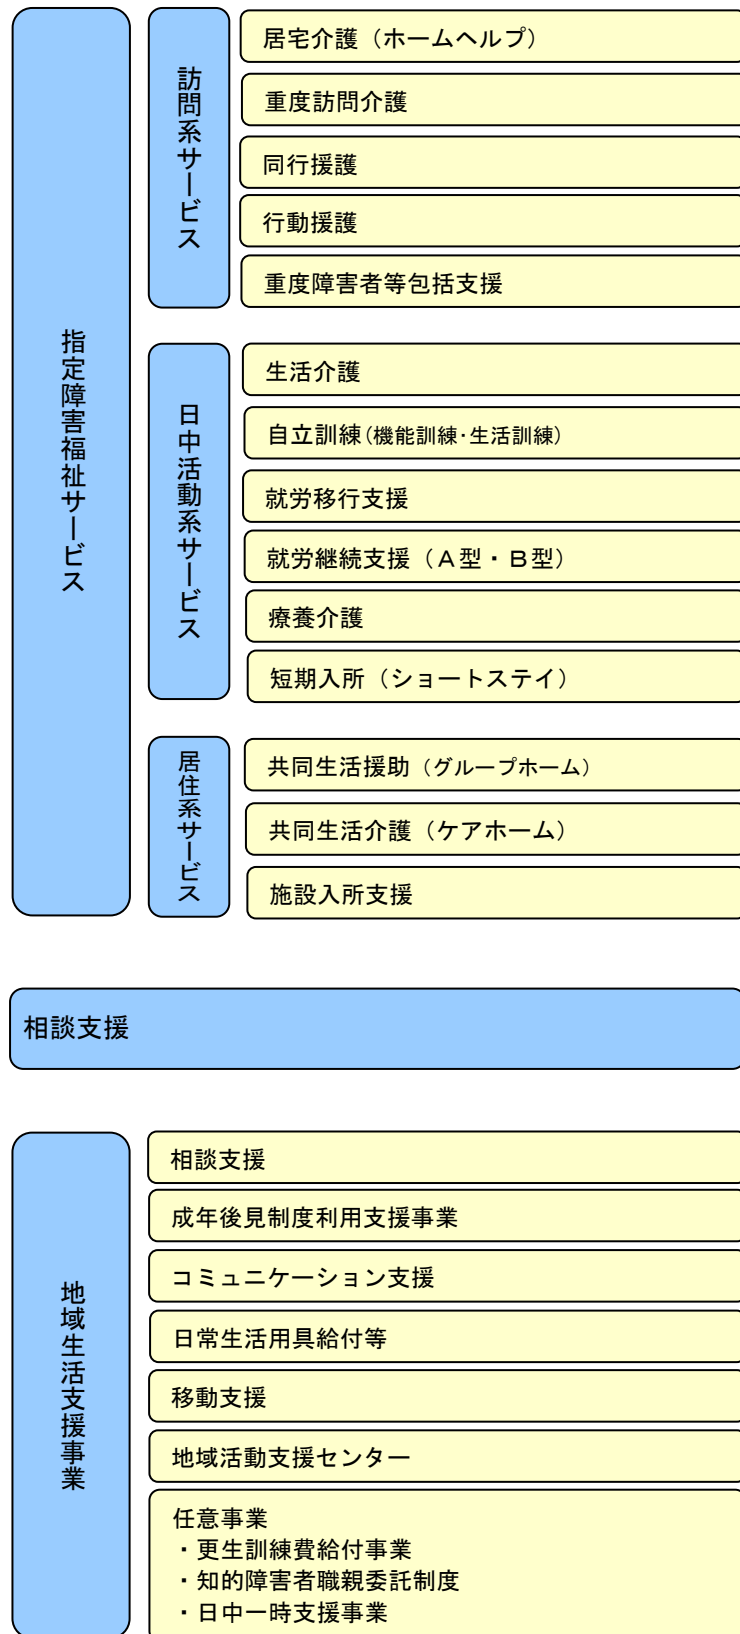 指定障害福祉サービス
訪問系サービス
居宅介護（ホームヘルプ）
重度訪問介護
同行援護
行動援護
重度障害者等包括支援
日中活動系サービス
生活介護
自立訓練(機能訓練・生活訓練)
就労移行支援
就労継続支援（Ａ型・Ｂ型）
療養介護
短期入所（ショートステイ）
居住系サービス
共同生活援助（グループホーム）
共同生活介護（ケアホーム）
施設入所支援
相談支援
地域生活支援事業
相談支援
成年後見制度利用支援事業
コミュニケーション支援
日常生活用具給付等
移動支援
地域活動支援センター
任意事業
・更生訓練費給付事業
・知的障害者職親委託制度
・日中一時支援事業